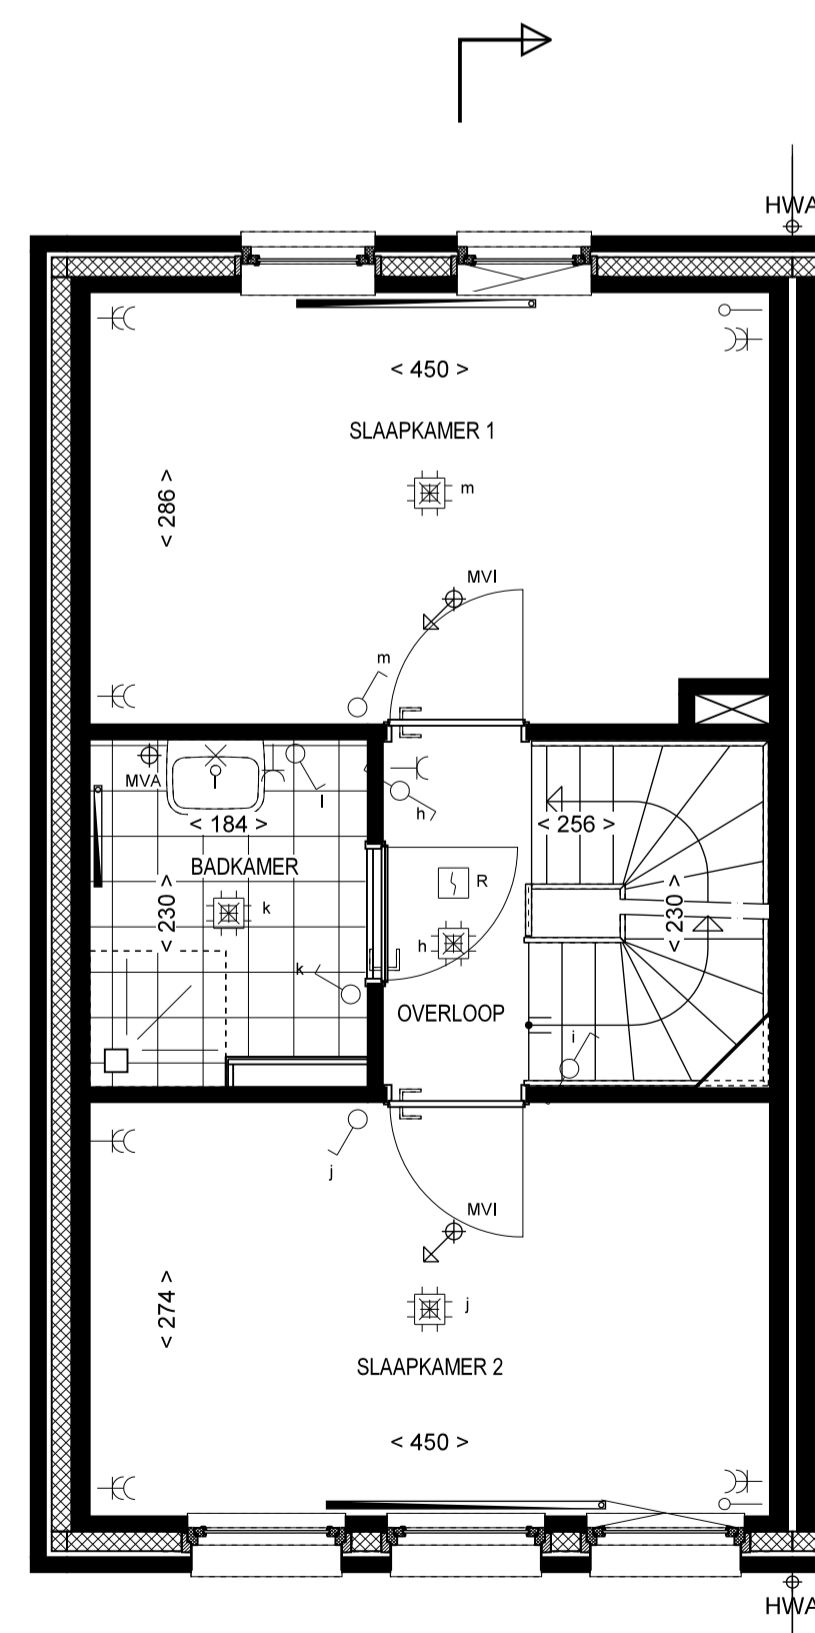 HWA
< 450 >
SLAAPKAMER 1
< 286 >
m
MVI
m
MVA
l
h
< 184 >
< 256 >
BADKAMER
R
k
< 230 >
< 230 >
h
k
OVERLOOP
i
j
MVI
j
< 274 >
SLAAPKAMER 2
< 450 >
HWA